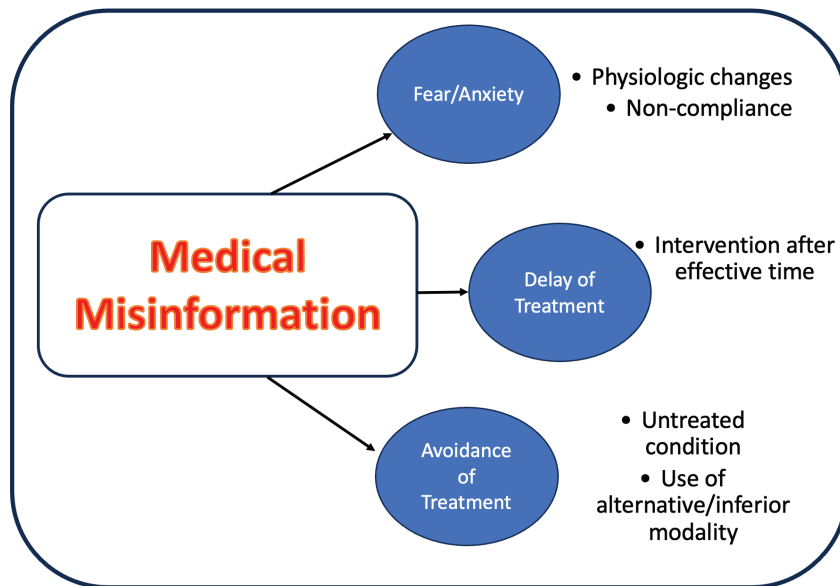 Fear/Anxiety
• Physiologic changes
• Non-compliance
Medical
Misinformation
Delay of
Treatment
• Intervention after
effective time
Avoidance
of
Treatment
• Untreated
condition
• Use of
alternative/inferior
modality